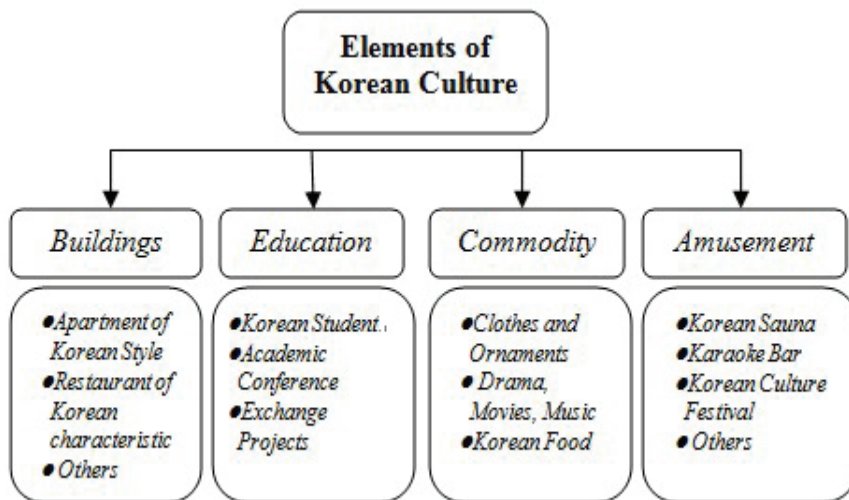 Elements of
Korean Culture
Buildings
Education
Commodity
Amusement
●Apartment of
Korean Style
●Restaurant of
Korean
characteristic
● Others
●Korean Student
●Academic
Conference
●Exchange
Projects
●Clothes and
Ornaments
● Drama,
Movies, Music
●Korean Food
●Korean Sauna
●Karaoke Bar
●Korean Culture
Festival
● Others